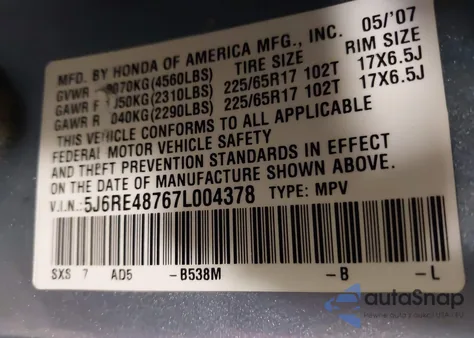 MFD. BY HONDA OF AMERICA MFG., INC. 05/'07
GVWR 070KG(4560LBS) TIRE SIZE RIM SIZE
GAWR F 050KG(2310LBS) 225/65R17 102T 17X6.5J
GAWR R 040KG(2290LBS) 225/65R17 102T 17X6.5J
THIS VEHICLE CONFORMS TO ALL APPLICABLE
FEDERAL MOTOR VEHICLE SAFETY
AND THEFT PREVENTION STANDARDS IN EFFECT
ON THE DATE OF MANUFACTURE SHOWN ABOVE.
V.I.N.: 5J6RE48767L004378 TYPE: MPV
SXS 7 AD5 -B538M -B -L
autoSnap